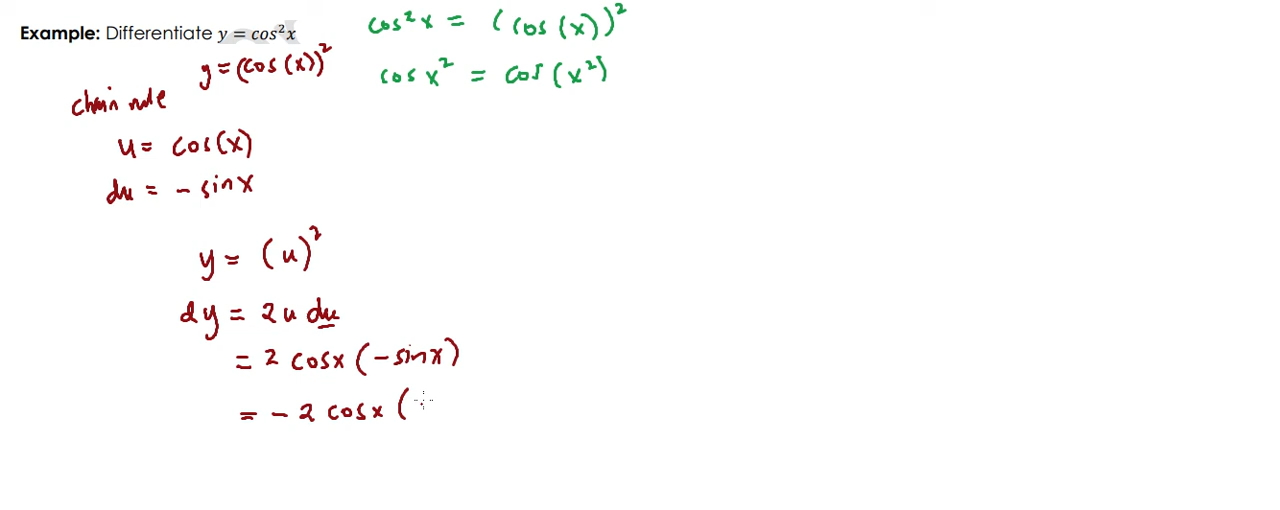 Example: Differentiate y = cos²x
cos²x = (cos(x))²
y = (cos(x))²
cos x² = cos(x²)
chain rule
u = cos(x)
du = - sinx
y = (u)²
dy = 2u du
= 2 cosx (-sinx)
= - 2 cosx (